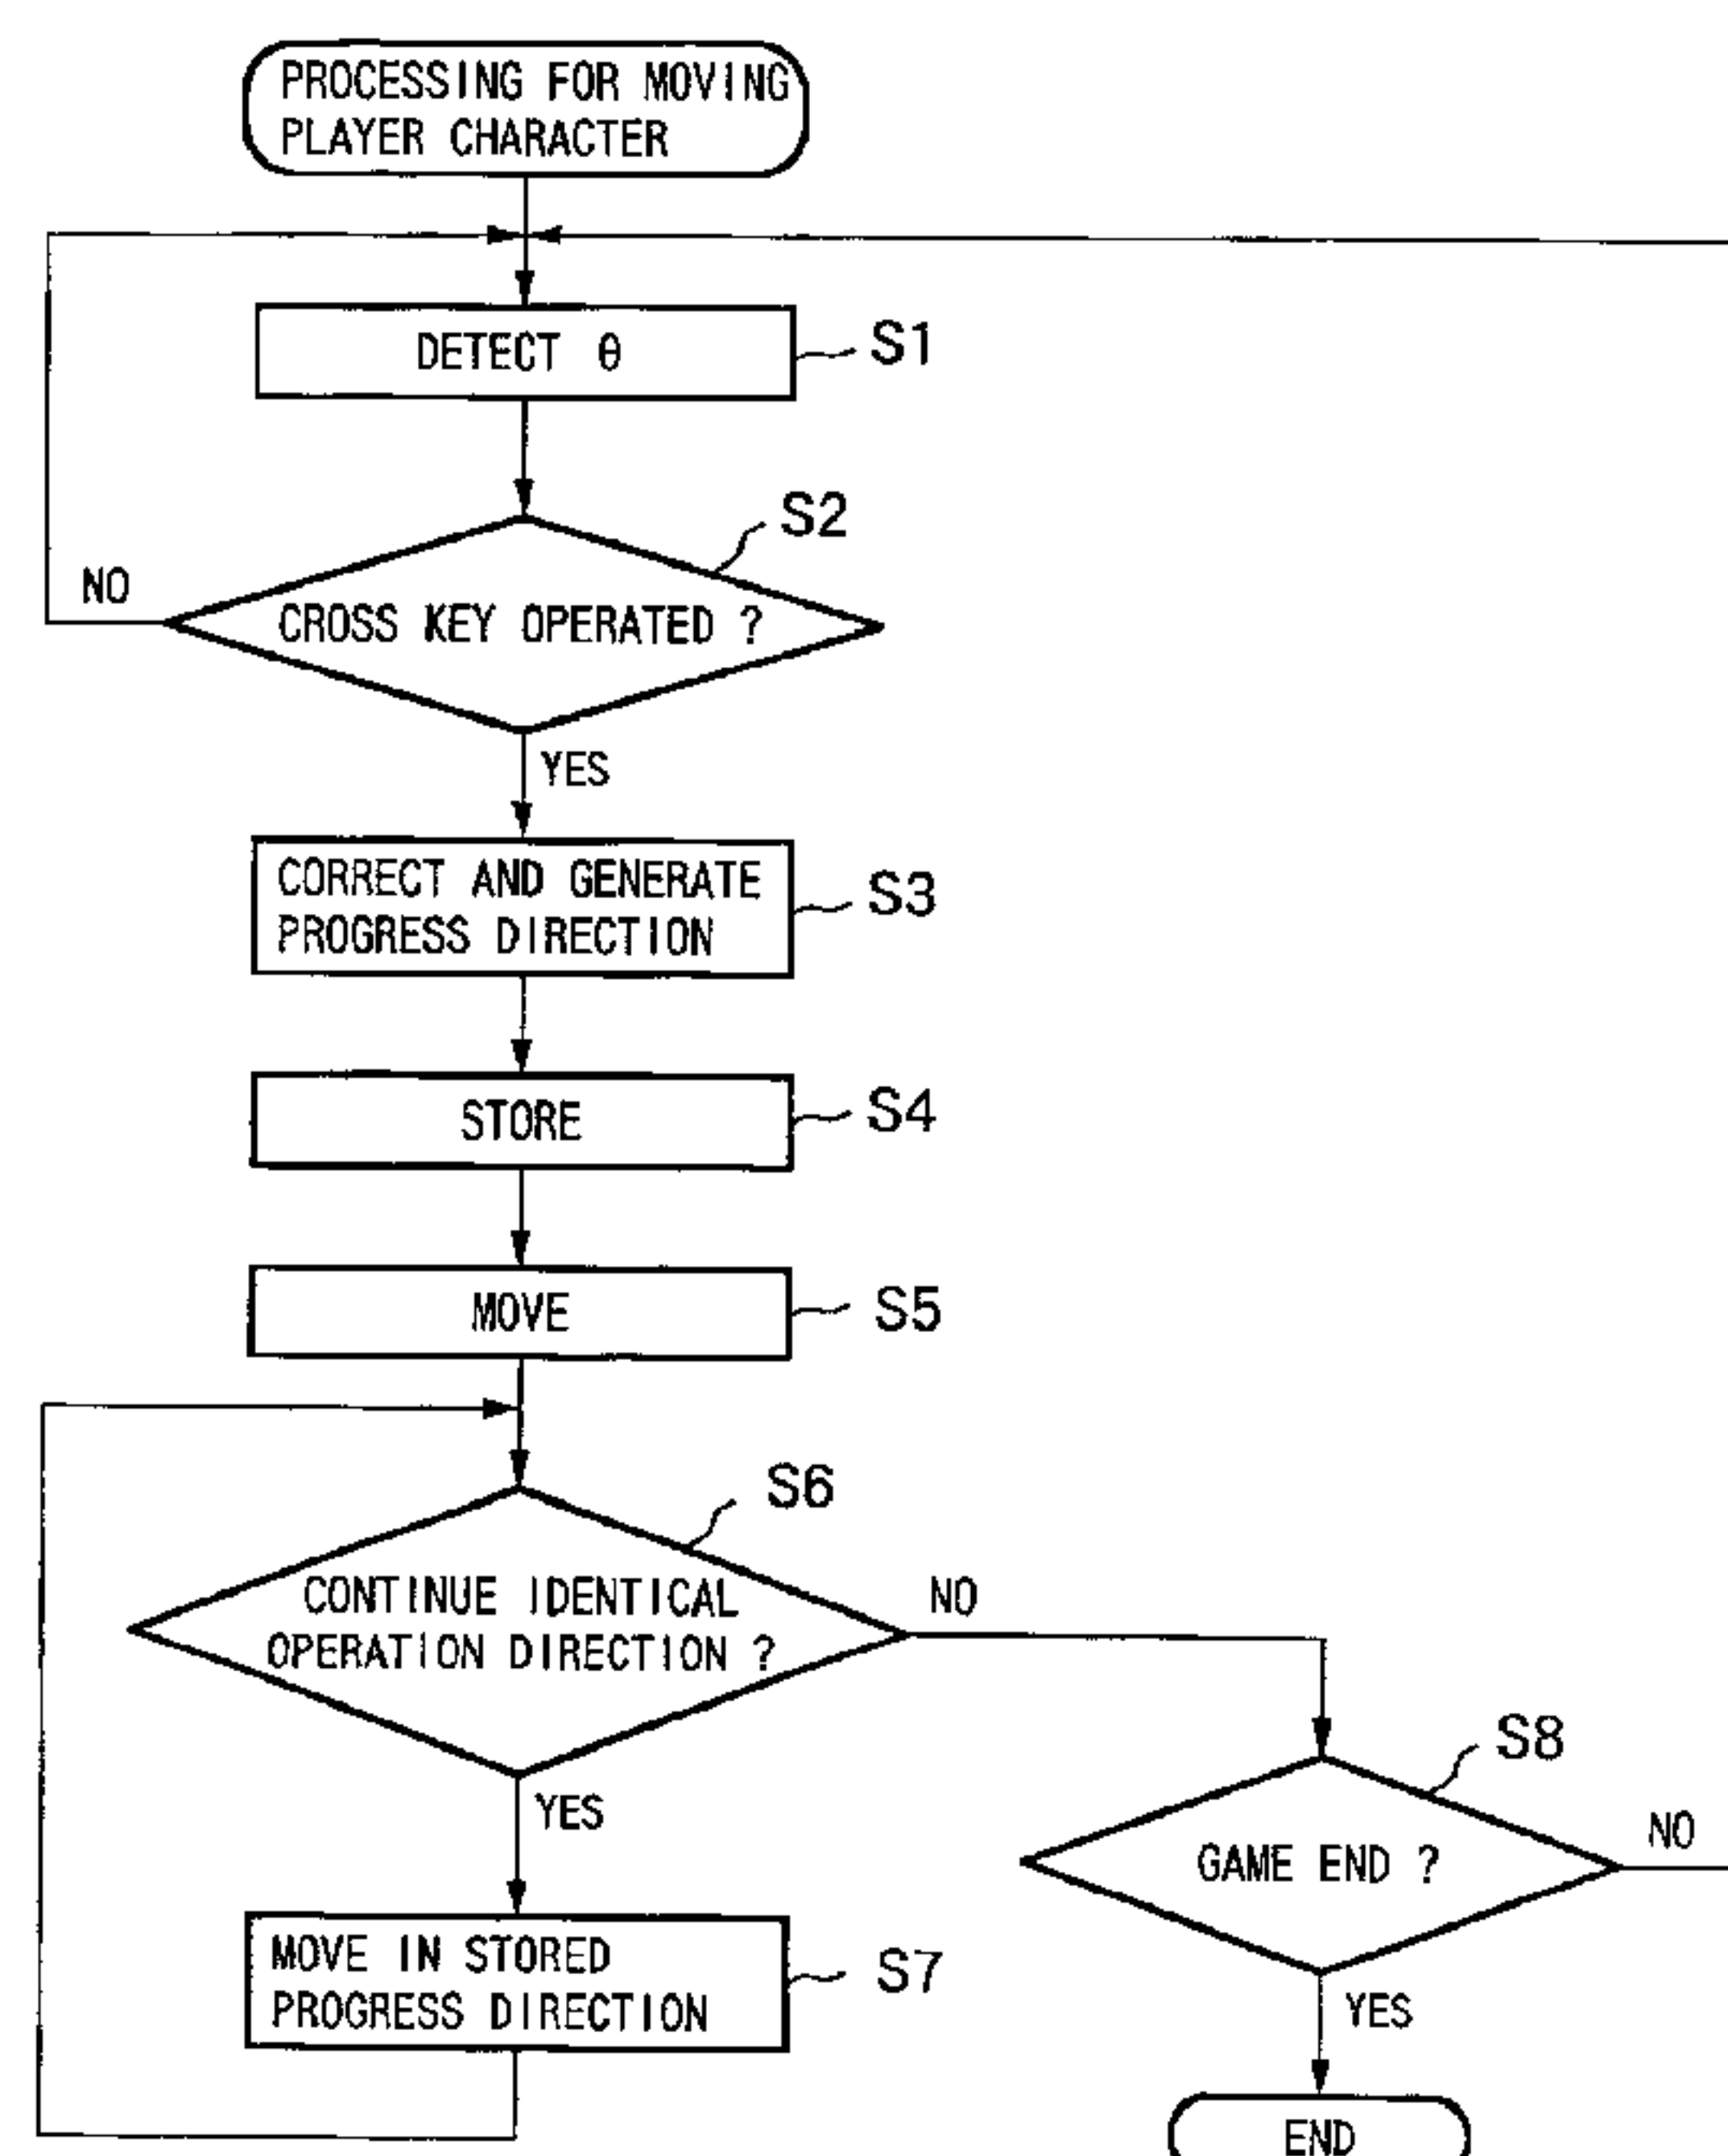 PROCESSING FOR MOVING
PLAYER CHARACTER
DETECT θ
S1
S2
NO
CROSS KEY OPERATED ?
YES
CORRECT AND GENERATE
PROGRESS DIRECTION
S3
STORE
S4
MOVE
S5
S6
CONTINUE IDENTICAL
OPERATION DIRECTION ?
NO
YES
S8
GAME END ?
NO
MOVE IN STORED
PROGRESS DIRECTION
S7
YES
END